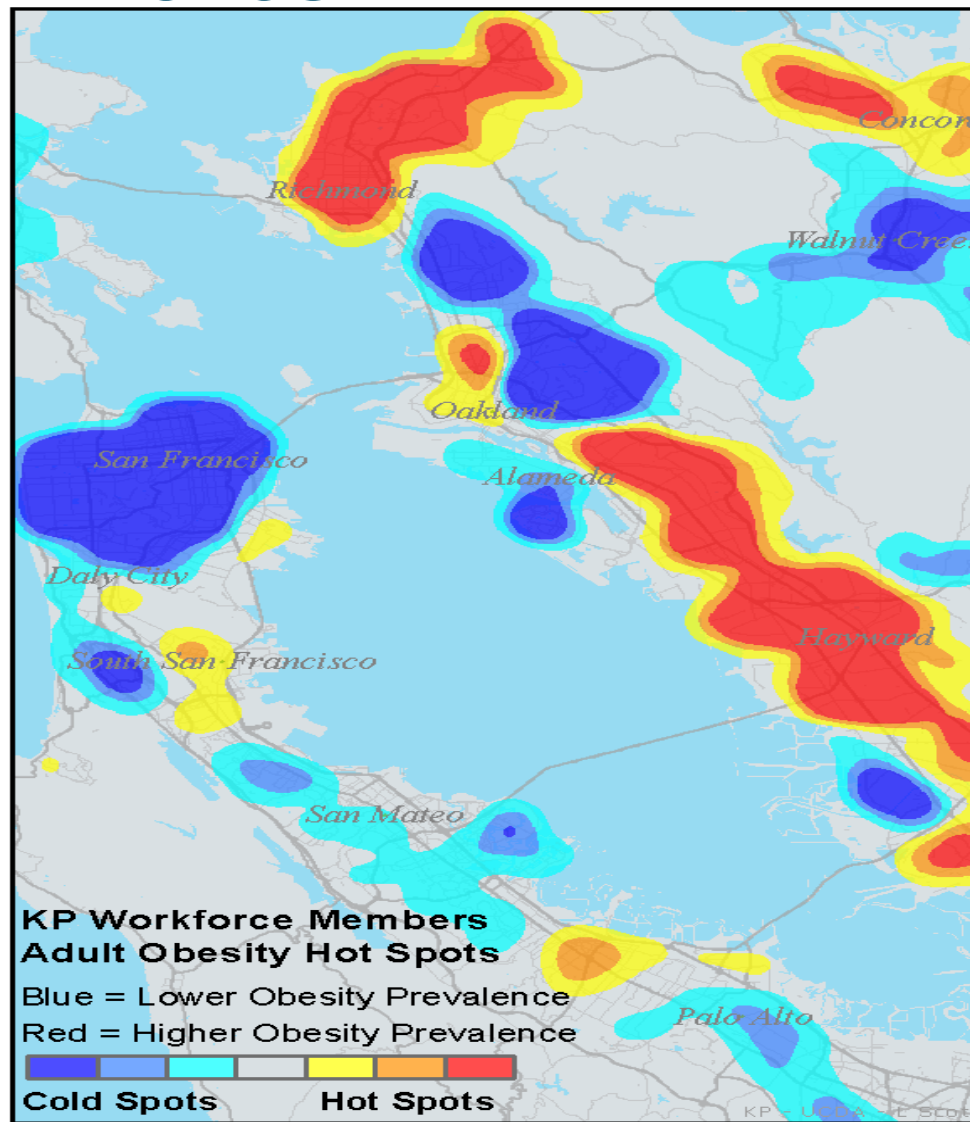 Concor
Richmond
Walnut Creek
Oakland
San Francisco
Alameda
Daly City
Hayward
South San Francisco
San Mateo
KP Workforce Members
Adult Obesity Hot Spots
Blue = Lower Obesity Prevalence
Red = Higher Obesity Prevalence
Palo Alto
Cold Spots Hot Spots